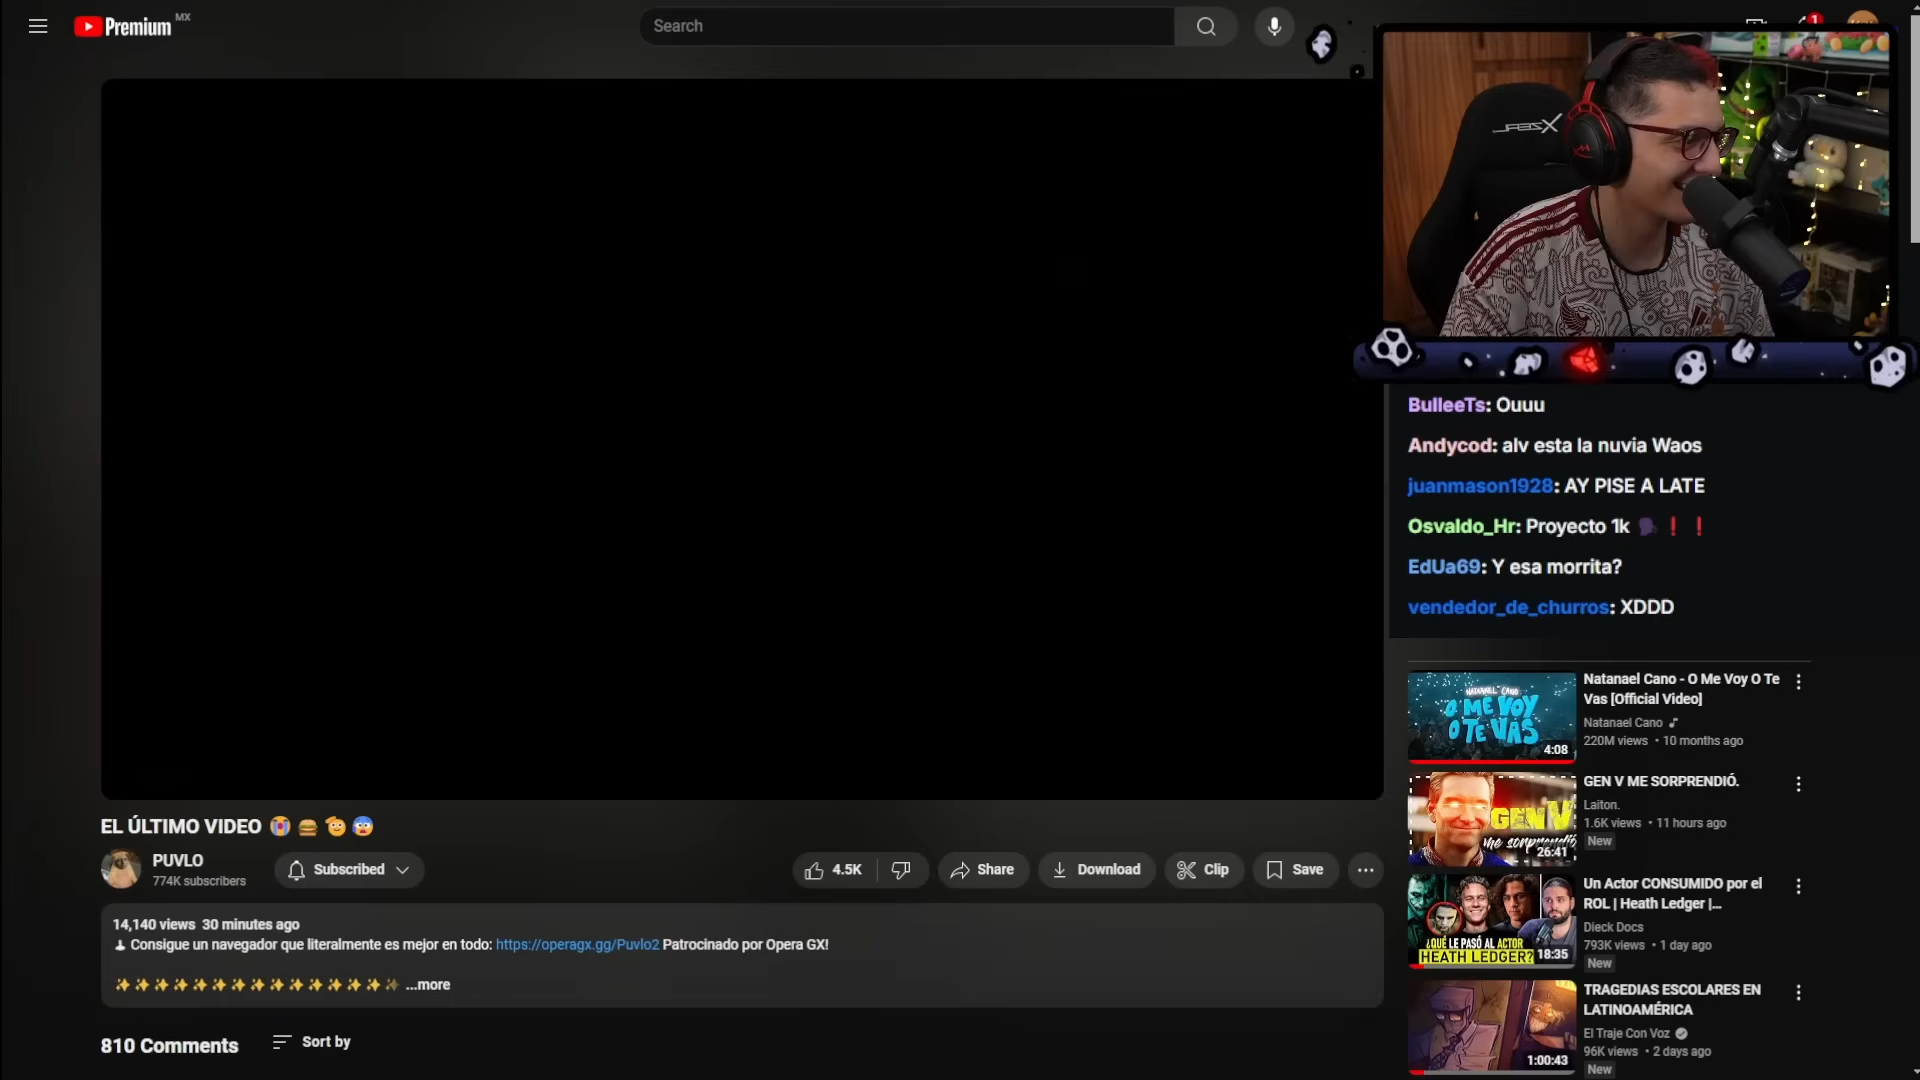 Premium MX
Search
1
XSEPL
BulleeTs: Ouuu
Andycod: alv esta la nuvia Waos
juanmason1928: AY PISE A LATE
Osvaldo_Hr: Proyecto 1k 🗣❗❗
EdUa69: Y esa morrita?
vendedor_de_churros: XDDD
EL ÚLTIMO VIDEO 😭 🍔 🫡 😱
PUVLO
774K subscribers
Subscribed
4.5K
Share
Download
Clip
Save
14,140 views 30 minutes ago
Consigue un navegador que literalmente es mejor en todo: https://operagx.gg/Puvlo2 Patrocinado por Opera GX!
✨✨✨✨✨✨✨✨✨✨✨✨✨✨✨ ...more
810 Comments
Sort by
NATANAEL CANO
O ME VOY
O TE VAS
4:08
Natanael Cano - O Me Voy O Te
Vas [Official Video]
Natanael Cano
220M views • 10 months ago
GEN V
me sorprendió
26:41
GEN V ME SORPRENDIÓ.
Laiton.
1.6K views • 11 hours ago
New
¿QUÉ LE PASÓ AL ACTOR
HEATH LEDGER?
18:35
Un Actor CONSUMIDO por el
ROL | Heath Ledger |...
Dieck Docs
793K views • 1 day ago
New
1:00:43
TRAGEDIAS ESCOLARES EN
LATINOAMÉRICA
El Traje Con Voz
96K views • 2 days ago
New